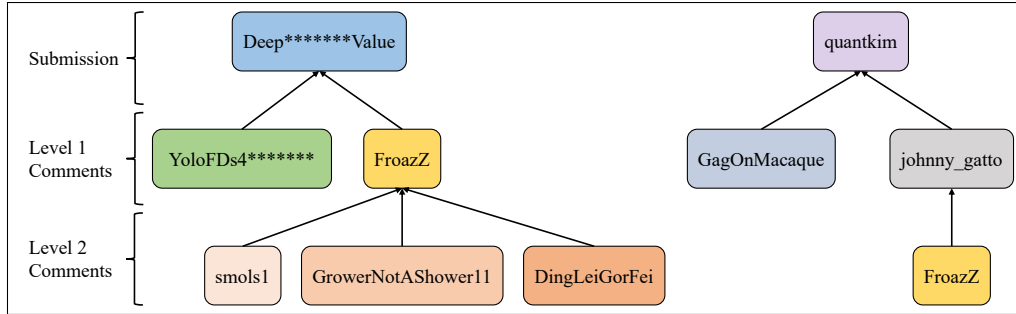 Submission
Deep*******Value
quantkim
Level 1
Comments
YoloFDs4*******
FroazZ
GagOnMacaque
johnny_gatto
Level 2
Comments
smols1
GrowerNotAShower11
DingLeiGorFei
FroazZ